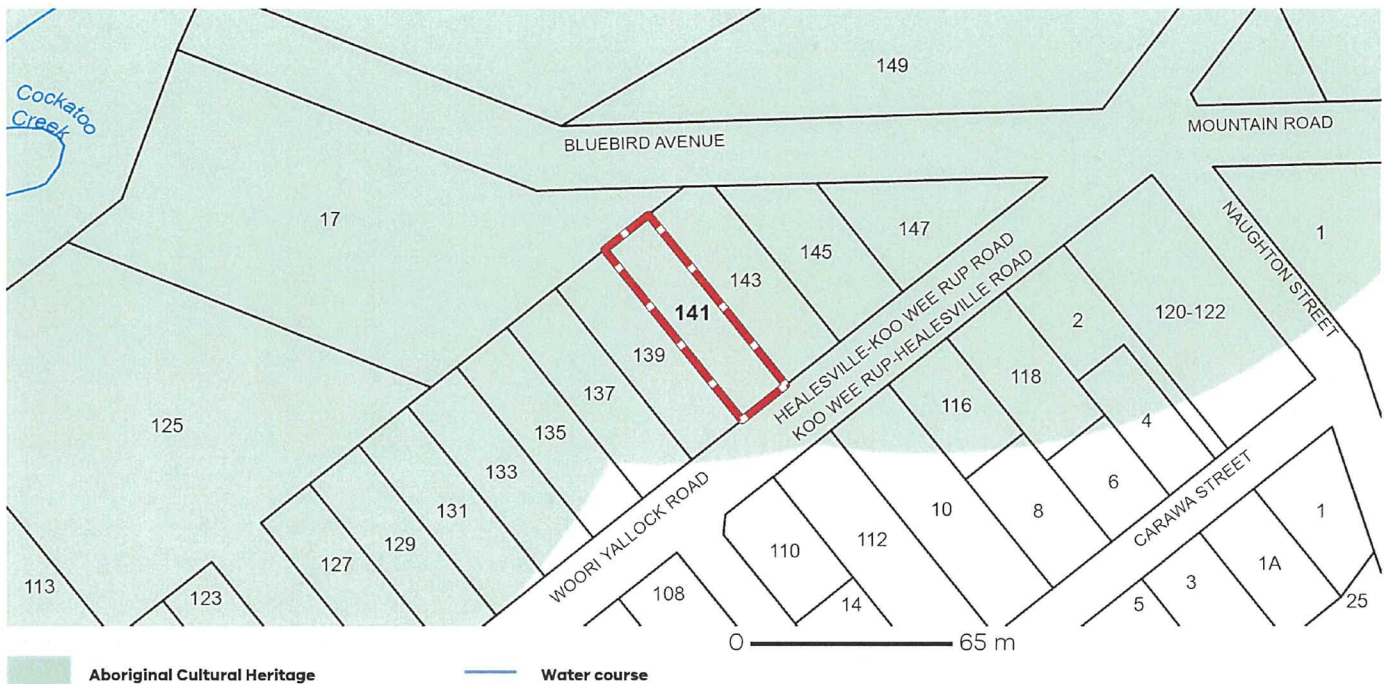 149
Cockatoo
Creek
MOUNTAIN ROAD
BLUEBIRD AVENUE
17
NAUGHTON STREET
1
147
145
143
HEALESVILLE-KOO WEE RUP ROAD
KOO WEE RUP-HEALESVILLE ROAD
141
120-122
2
139
118
137
116
125
135
4
133
6
131
WOORI YALLOCK ROAD
10
8
CARAWA STREET
1
129
112
110
127
1A
113
123
108
14
3
5
25
0
65 m
Aboriginal Cultural Heritage
Water course